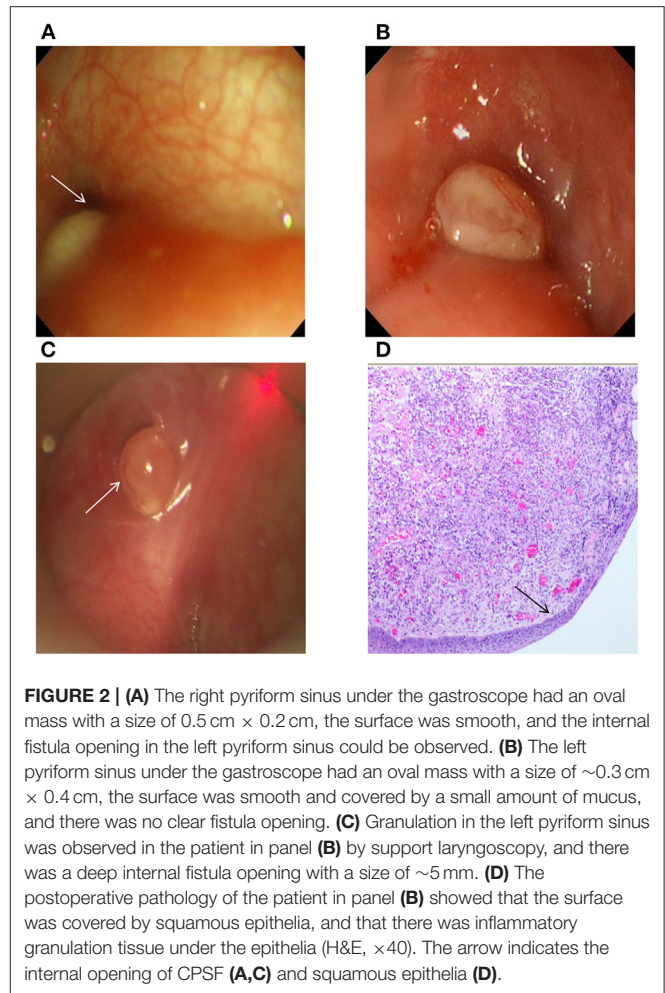 A
B
C
D
FIGURE 2 | (A) The right pyriform sinus under the gastroscope had an oval
mass with a size of 0.5 cm × 0.2 cm, the surface was smooth, and the internal
fistula opening in the left pyriform sinus could be observed. (B) The left
pyriform sinus under the gastroscope had an oval mass with a size of ~0.3 cm
× 0.4 cm, the surface was smooth and covered by a small amount of mucus,
and there was no clear fistula opening. (C) Granulation in the left pyriform sinus
was observed in the patient in panel (B) by support laryngoscopy, and there
was a deep internal fistula opening with a size of ~5 mm. (D) The
postoperative pathology of the patient in panel (B) showed that the surface
was covered by squamous epithelia, and that there was inflammatory
granulation tissue under the epithelia (H&E, ×40). The arrow indicates the
internal opening of CPSF (A,C) and squamous epithelia (D).